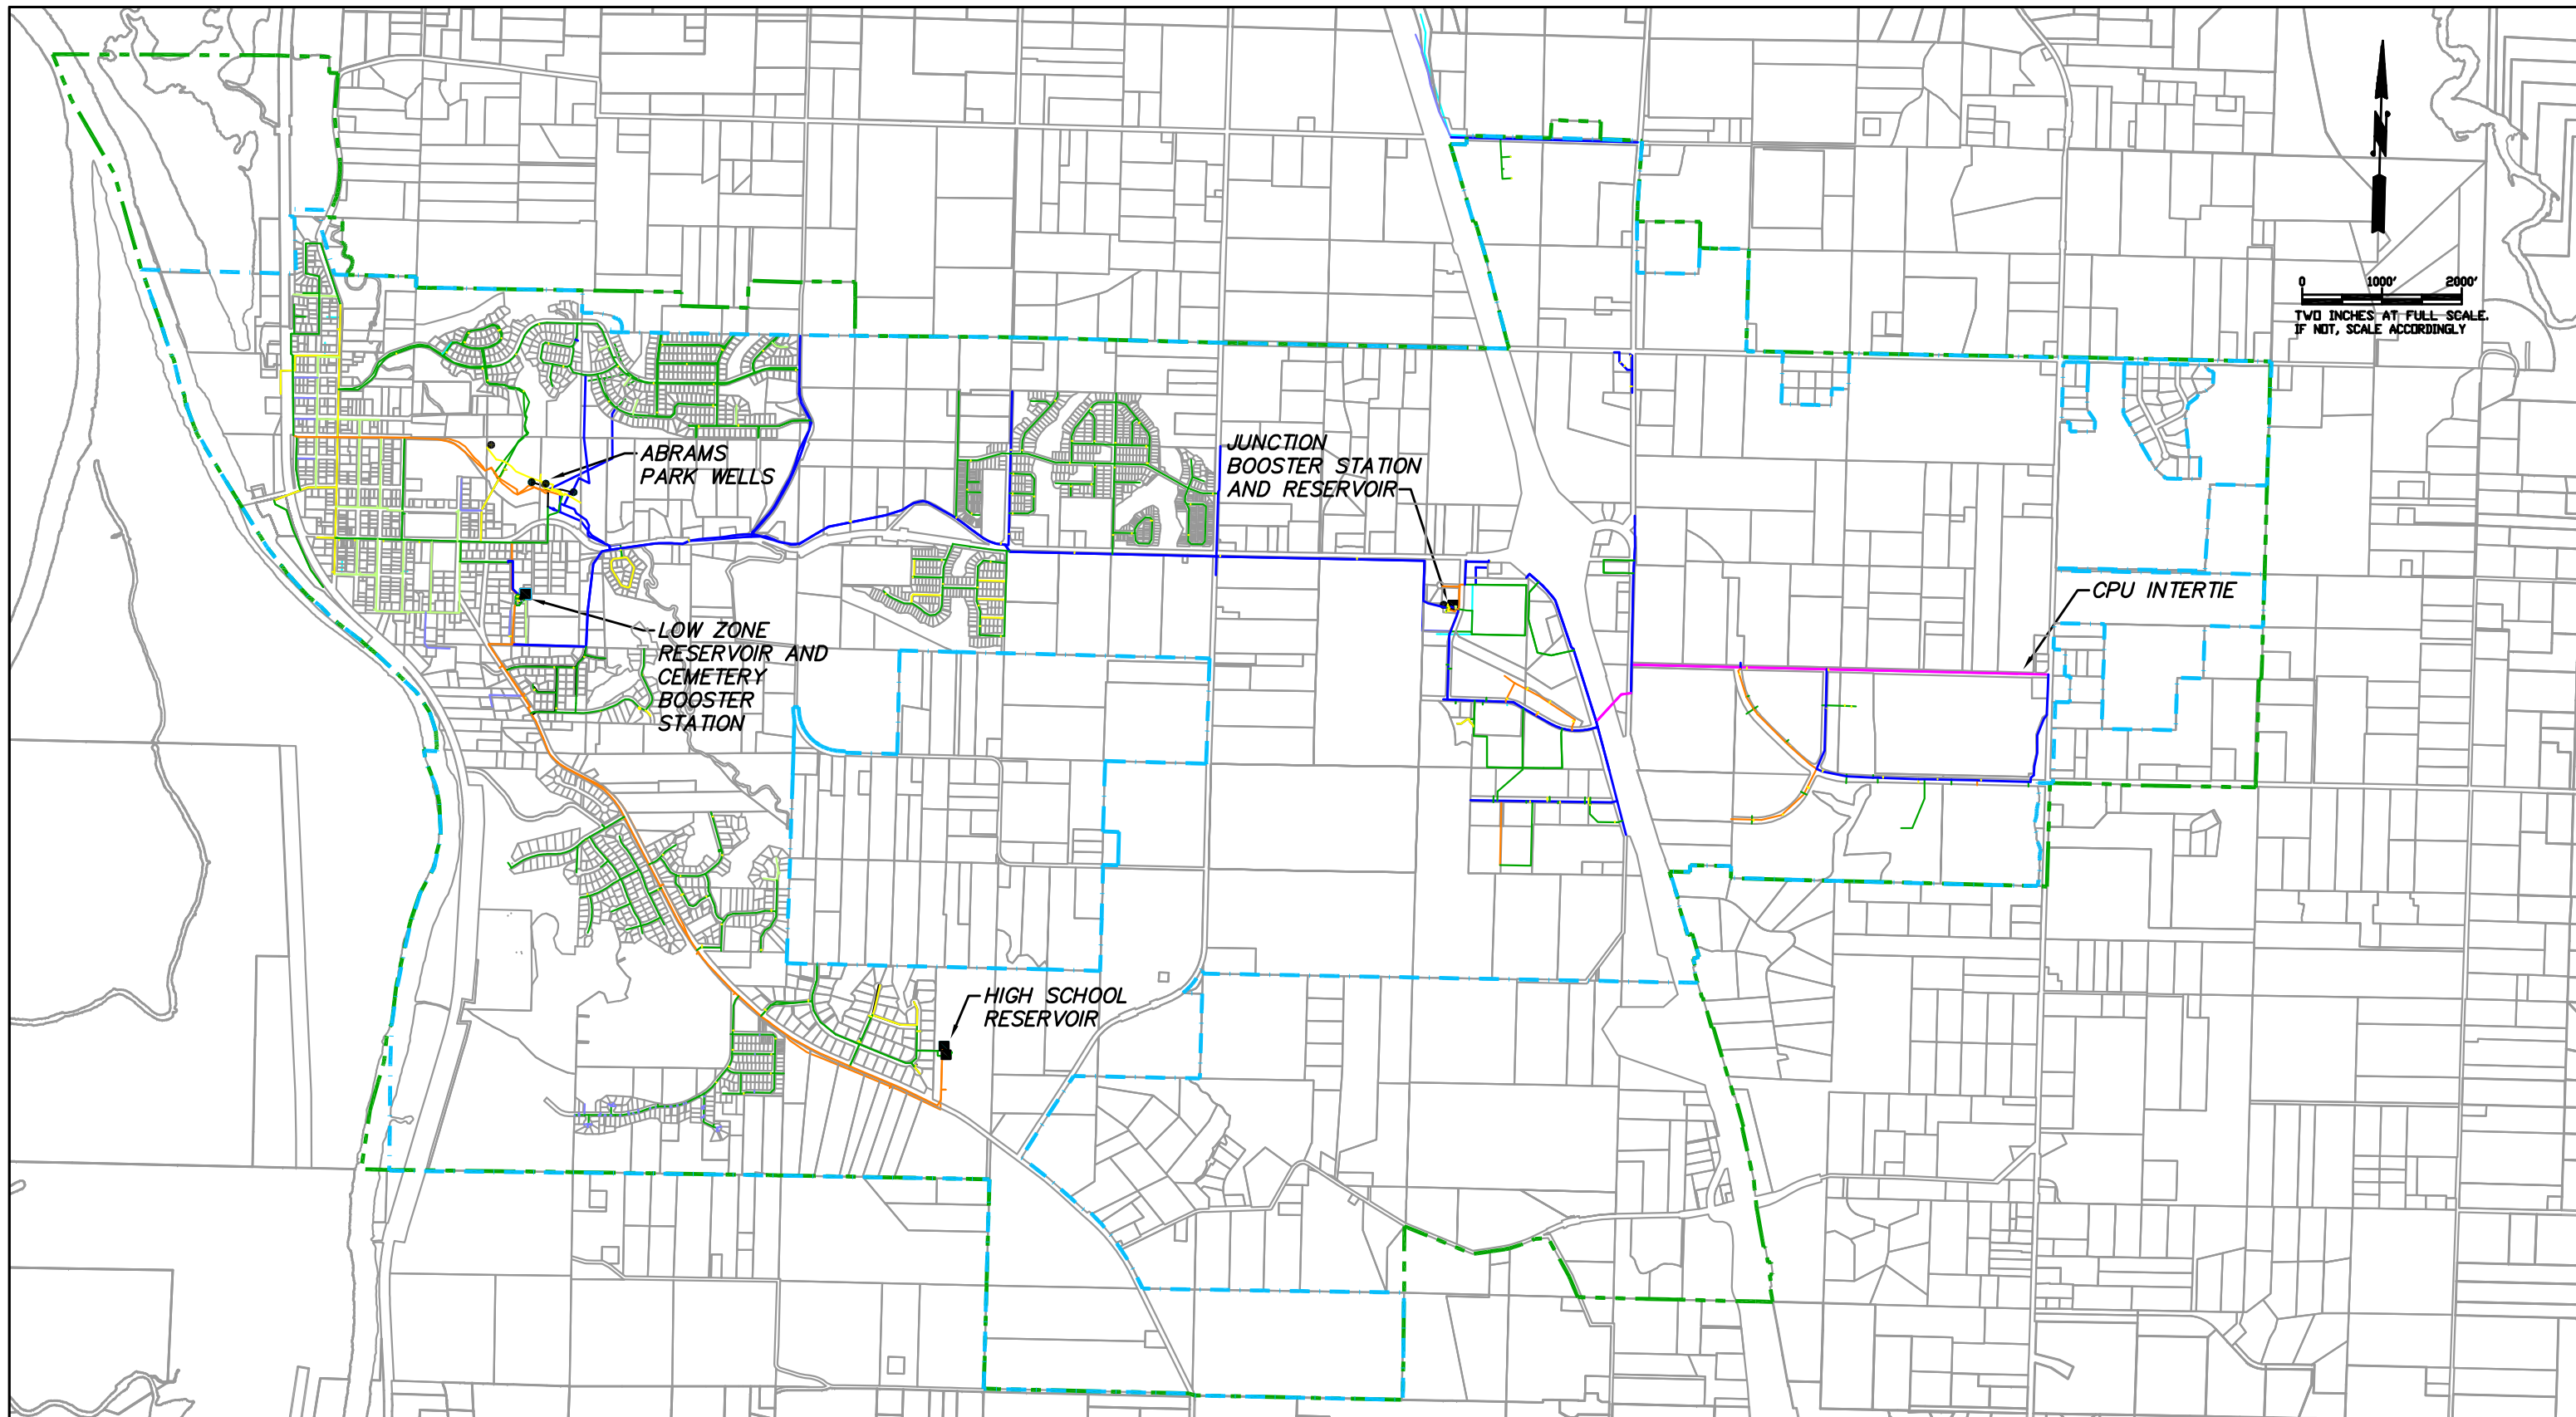 N
0 1000' 2000'
TWO INCHES AT FULL SCALE.
IF NOT, SCALE ACCORDINGLY
ABRAMS
PARK WELLS
JUNCTION
BOOSTER STATION
AND RESERVOIR
CPU INTERTIE
LOW ZONE
RESERVOIR AND
CEMETERY
BOOSTER
STATION
HIGH SCHOOL
RESERVOIR